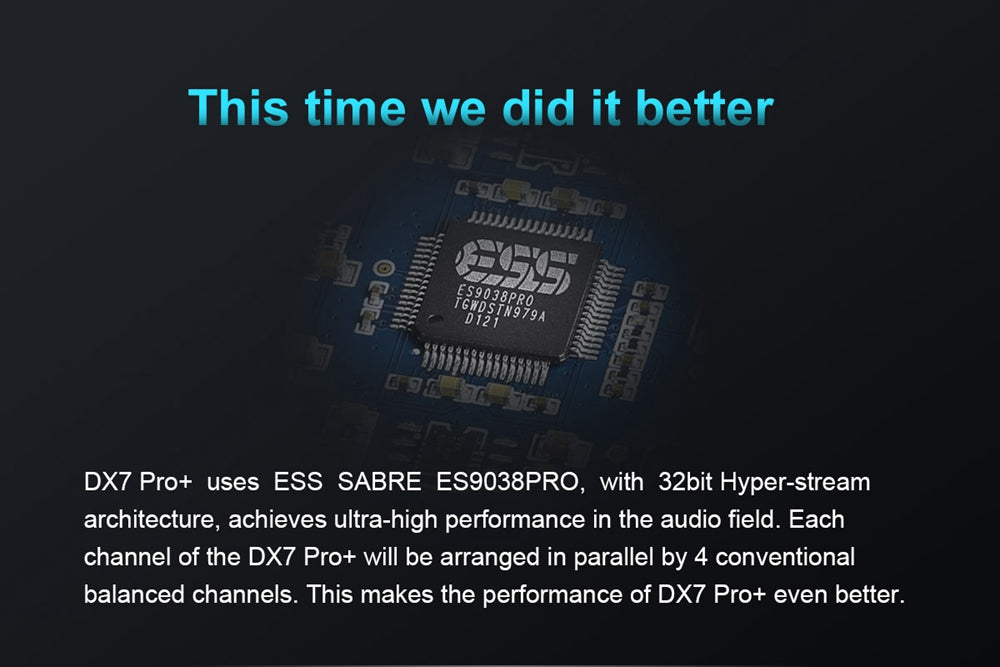 This time we did it better
ESS
ES9038PRO
TGWDSTN979A
D121
DX7 Pro+ uses ESS SABRE ES9038PRO, with 32bit Hyper-stream
architecture, achieves ultra-high performance in the audio field. Each
channel of the DX7 Pro+ will be arranged in parallel by 4 conventional
balanced channels. This makes the performance of DX7 Pro+ even better.